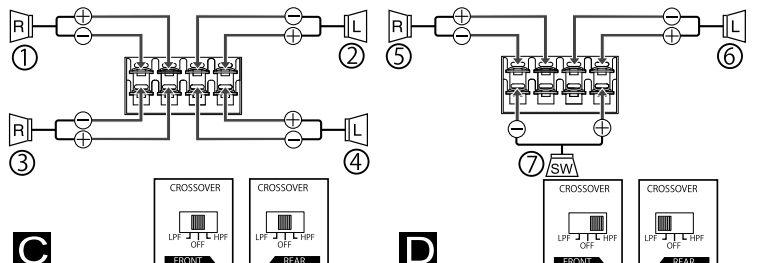 R + − − + L
① ②
R − + − + L
③ ④
CROSSOVER CROSSOVER
LPF HPF LPF HPF
OFF OFF
C FRONT REAR
R + − − + L
⑤ ⑥
− +
⑦ SW
CROSSOVER CROSSOVER
LPF HPF LPF HPF
OFF OFF
D FRONT REAR